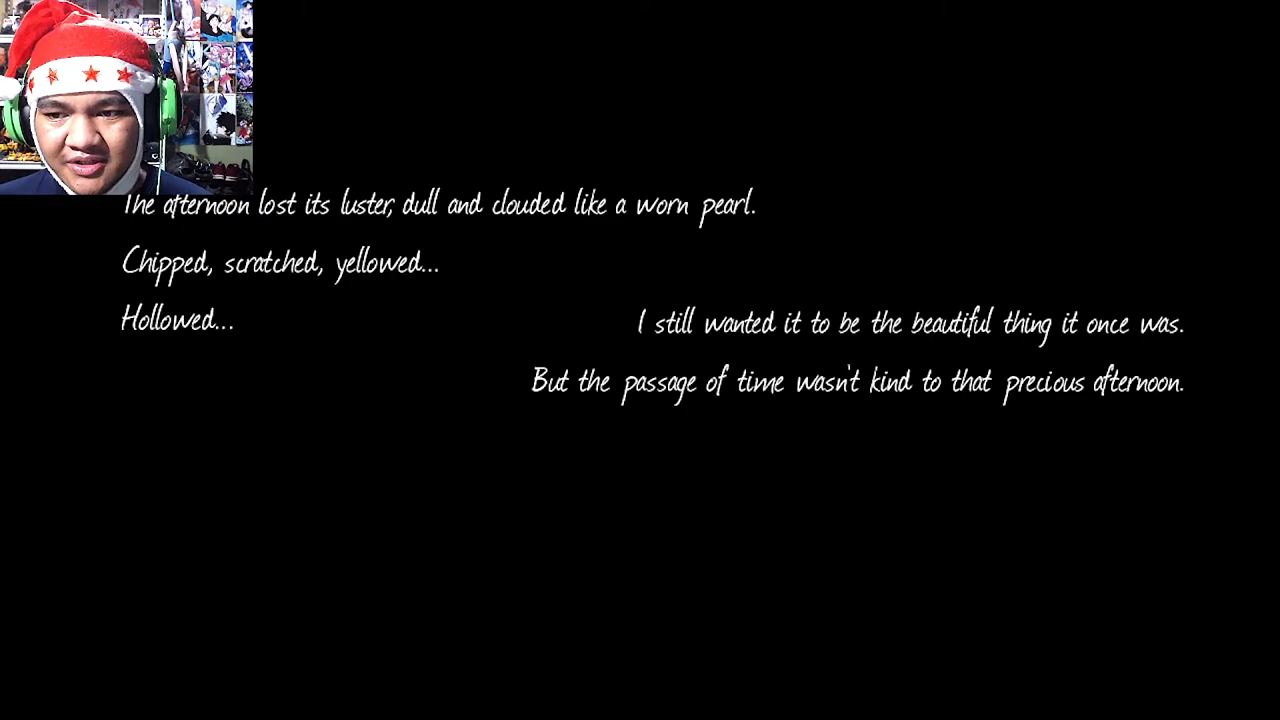 The afternoon lost its luster, dull and clouded like a worn pearl.
Chipped, scratched, yellowed...
Hollowed...
I still wanted it to be the beautiful thing it once was.
But the passage of time wasn't kind to that precious afternoon.